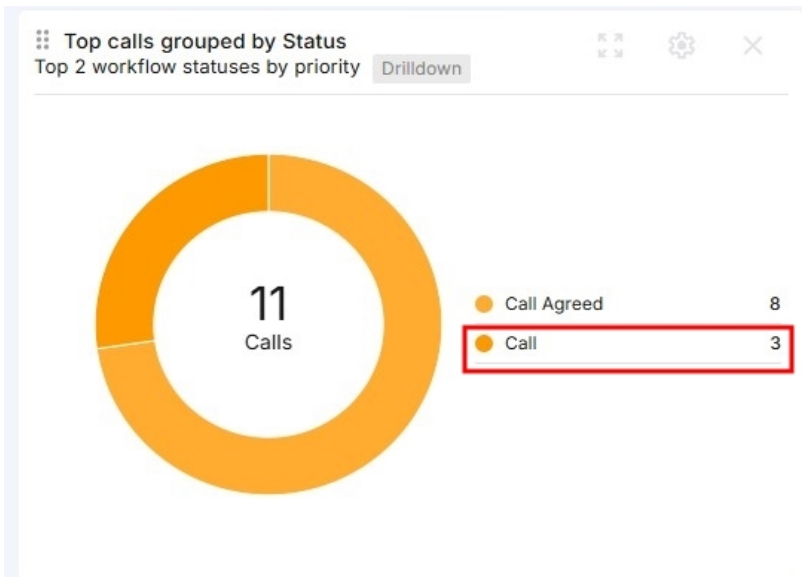 Top calls grouped by Status
Top 2 workflow statuses by priority Drilldown
11
Calls
Call Agreed 8
Call 3